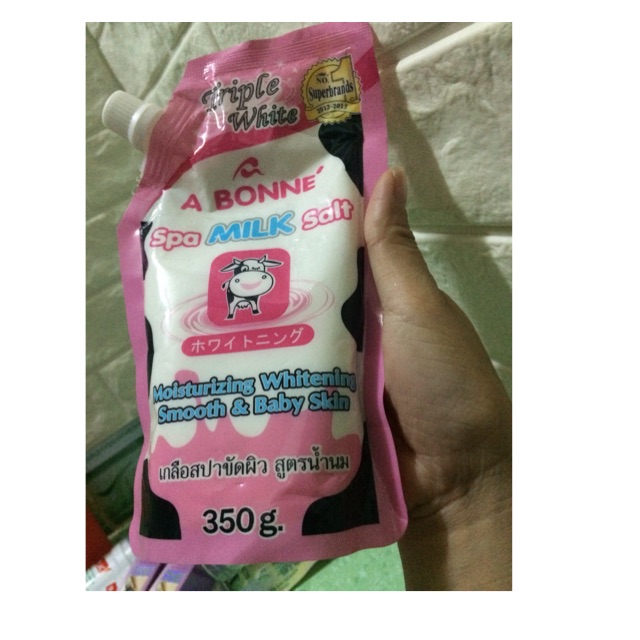 Triple
White
NO. 1
Superbrands
2012-2017
A BONNE´
Spa MILK Salt
ホワイトニング
Moisturizing Whitening
Smooth & Baby Skin
เกลือสปาขัดผิว สูตรน้ำนม
350 g.